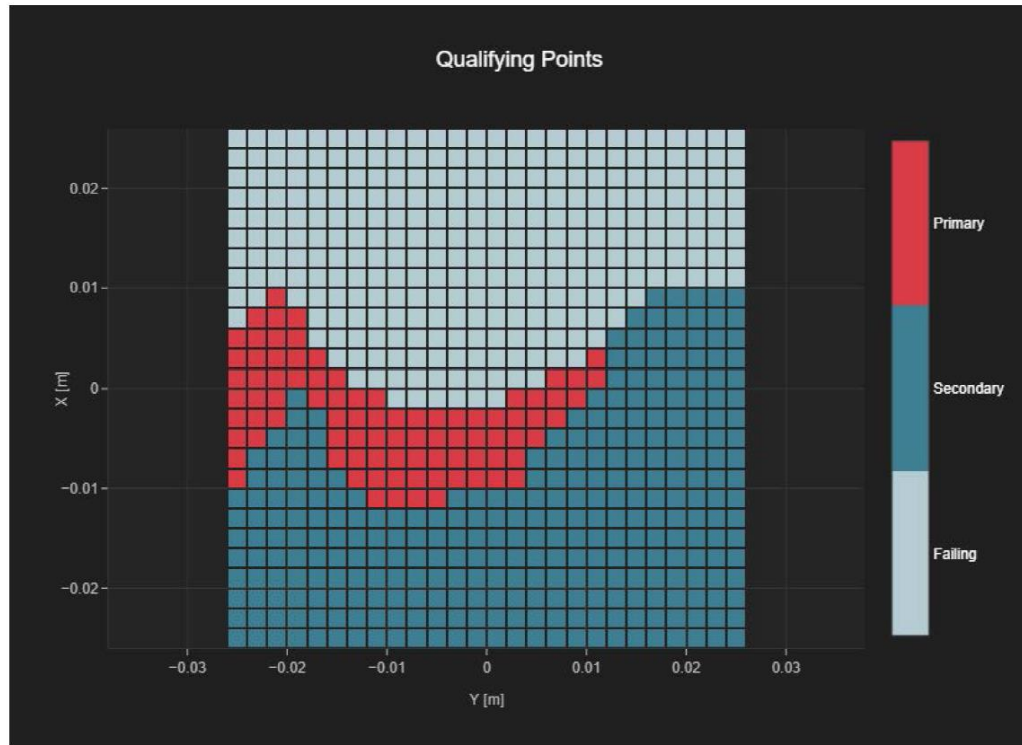 Qualifying Points
0.02
0.01
0
−0.01
−0.02
X [m]
−0.03
−0.02
−0.01
0
0.01
0.02
0.03
Y [m]
Primary
Secondary
Failing